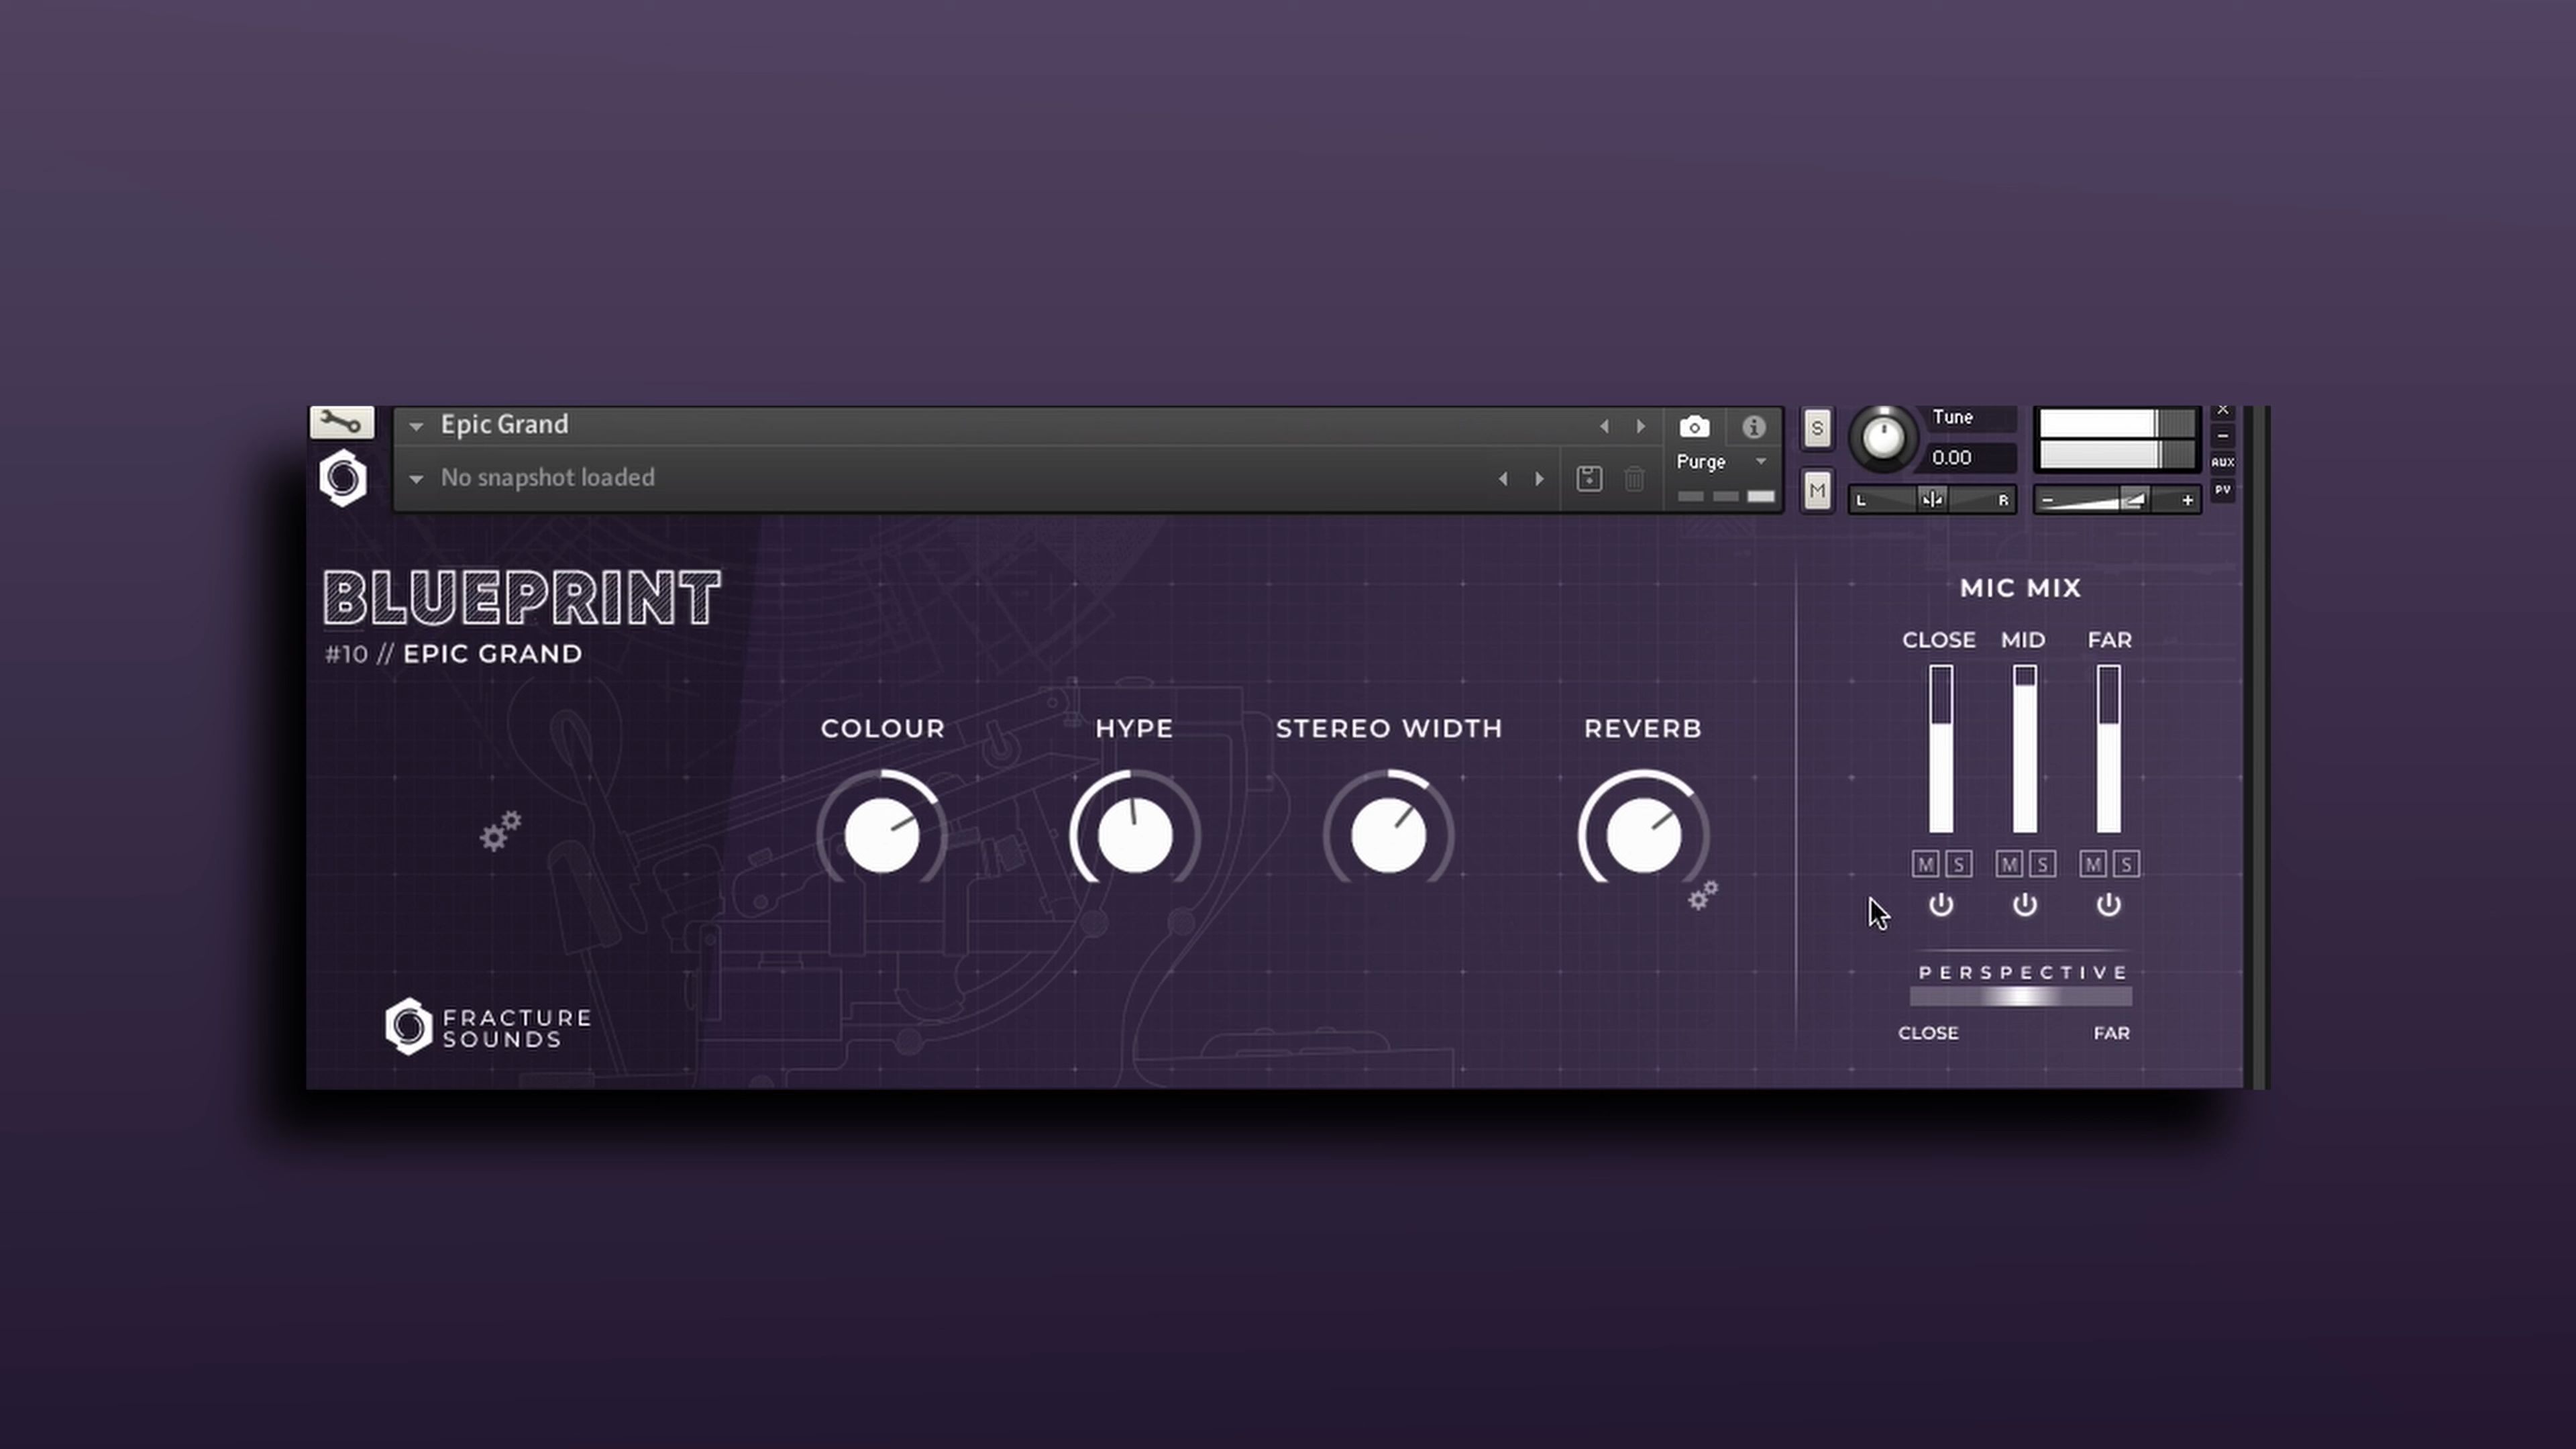 Epic Grand
No snapshot loaded
Purge
S
M
Tune
0.00
L R
- +
X
-
AUX
PV
BLUEPRINT
#10 // EPIC GRAND
COLOUR
HYPE
STEREO WIDTH
REVERB
MIC MIX
CLOSE MID FAR
M S M S M S
PERSPECTIVE
CLOSE FAR
FRACTURE
SOUNDS